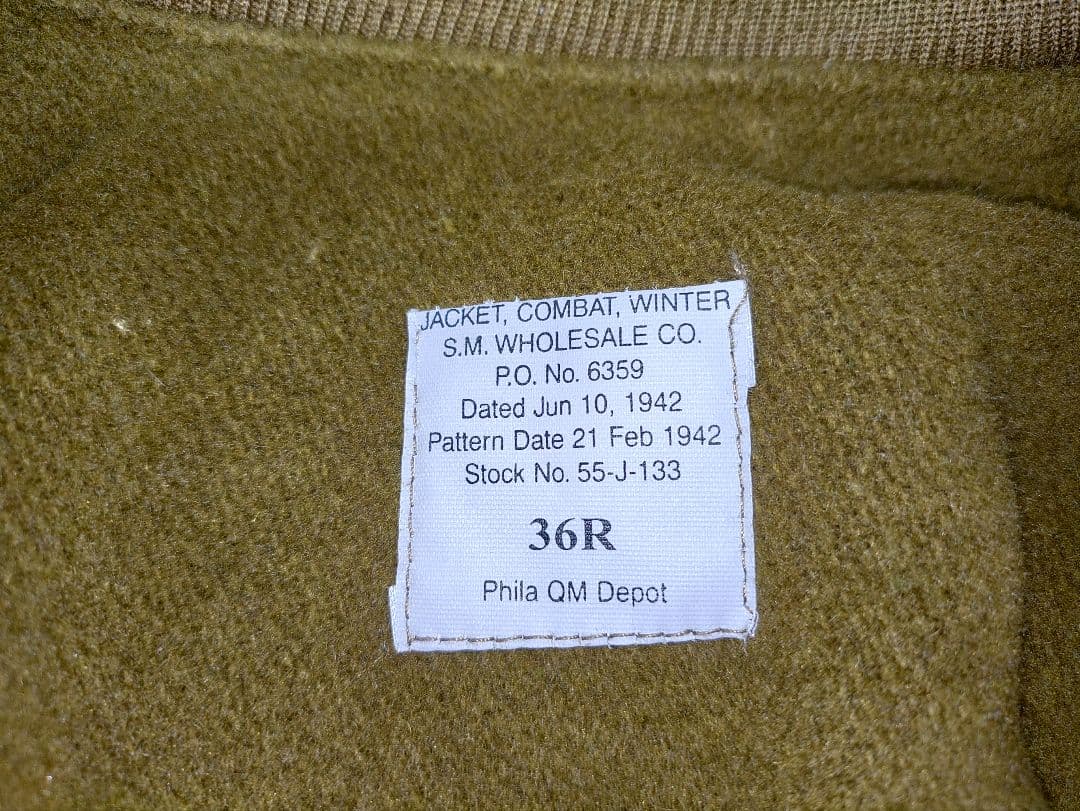 JACKET, COMBAT, WINTER
S.M. WHOLESALE CO.
P.O. No. 6359
Dated Jun 10, 1942
Pattern Date 21 Feb 1942
Stock No. 55-J-133
36R
Phila QM Depot